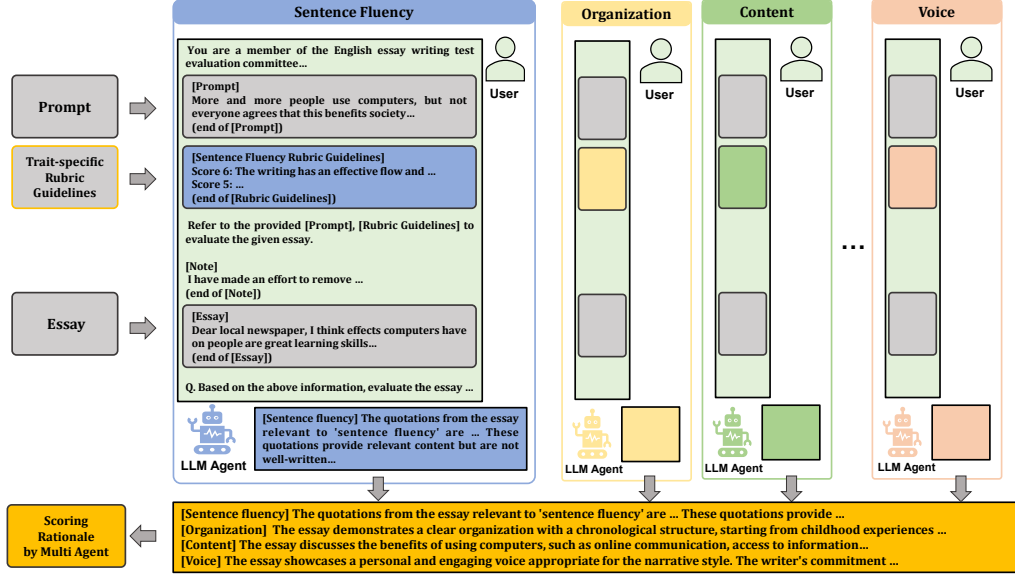 Sentence Fluency
Organization
Content
Voice
You are a member of the English essay writing test
evaluation committee…
User
User
User
User
Prompt
[Prompt]
More and more people use computers, but not
everyone agrees that this benefits society…
(end of [Prompt])
Trait-specific
Rubric
Guidelines
[Sentence Fluency Rubric Guidelines]
Score 6: The writing has an effective flow and …
Score 5: …
(end of [Rubric Guidelines])
Refer to the provided [Prompt], [Rubric Guidelines] to
evaluate the given essay.
...
[Note]
I have made an effort to remove …
(end of [Note])
Essay
[Essay]
Dear local newspaper, I think effects computers have
on people are great learning skills…
(end of [Essay])
Q. Based on the above information, evaluate the essay …
LLM Agent
[Sentence fluency] The quotations from the essay
relevant to 'sentence fluency' are … These
quotations provide relevant content but are not
well-written…
LLM Agent
LLM Agent
LLM Agent
Scoring
Rationale
by Multi Agent
[Sentence fluency] The quotations from the essay relevant to 'sentence fluency' are … These quotations provide …
[Organization] The essay demonstrates a clear organization with a chronological structure, starting from childhood experiences …
[Content] The essay discusses the benefits of using computers, such as online communication, access to information…
[Voice] The essay showcases a personal and engaging voice appropriate for the narrative style. The writer's commitment …